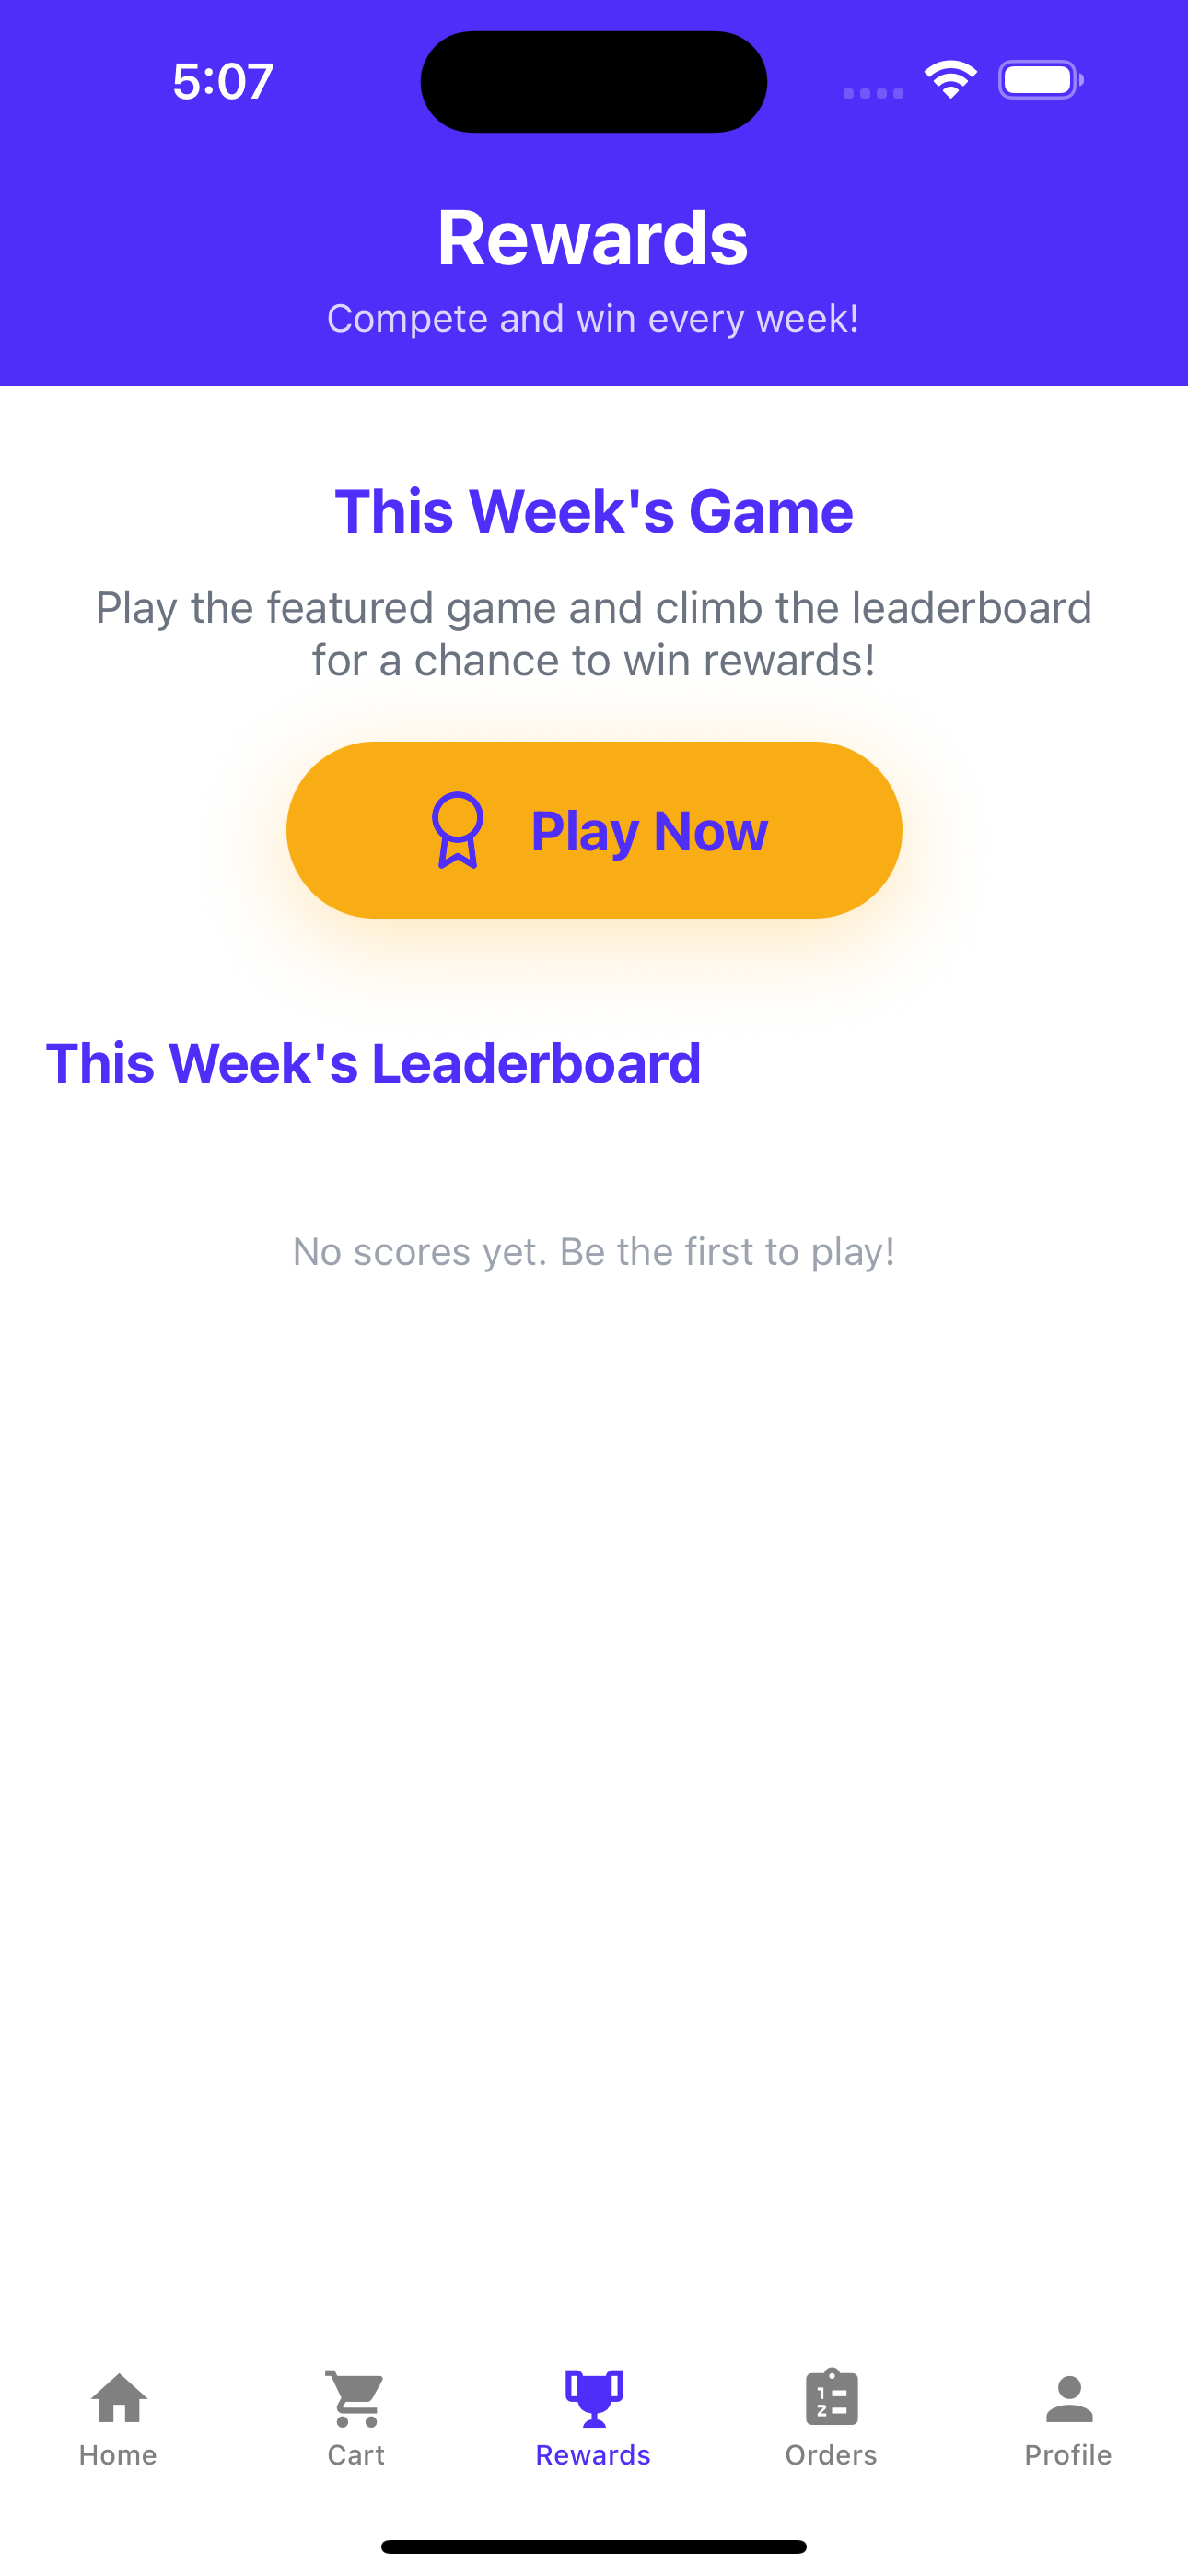 5:07
Rewards
Compete and win every week!
This Week's Game
Play the featured game and climb the leaderboard
for a chance to win rewards!
Play Now
This Week's Leaderboard
No scores yet. Be the first to play!
Home
Cart
Rewards
Orders
Profile